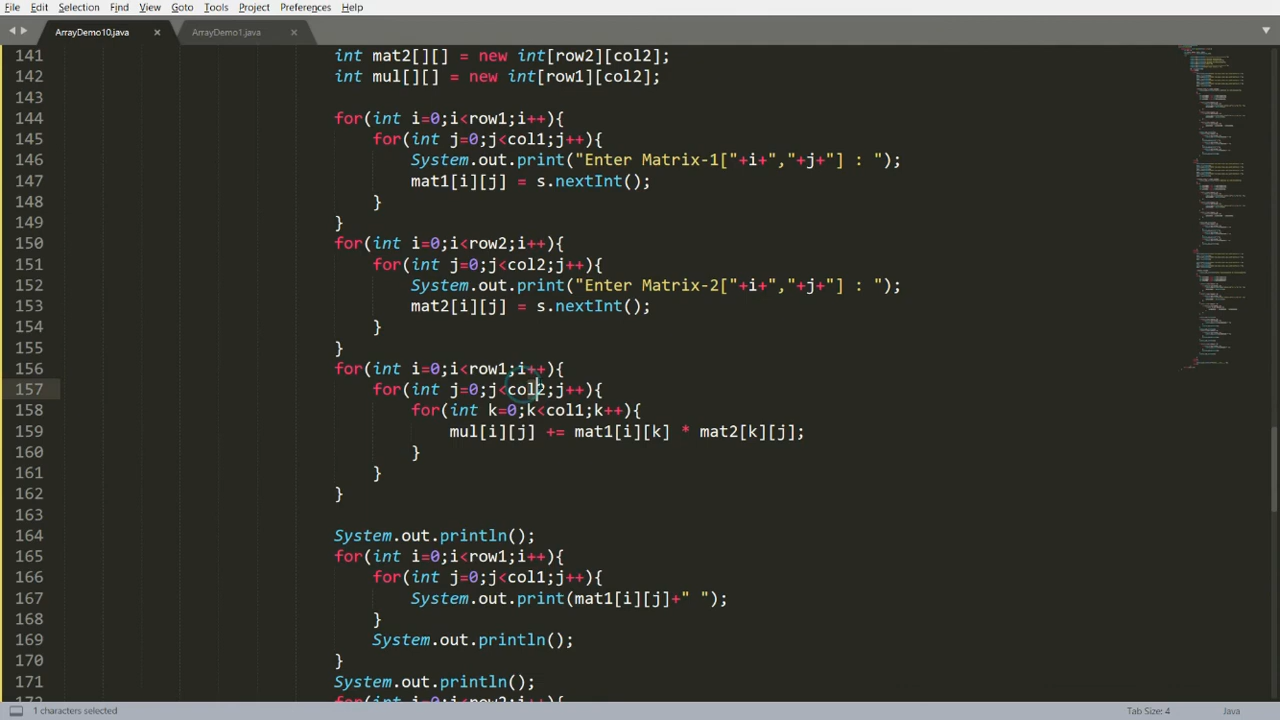 File Edit Selection Find View Goto Tools Project Preferences Help
ArrayDemo10.java × ArrayDemo1.java ×
141 int mat2[][] = new int[row2][col2];
142 int mul[][] = new int[row1][col2];
143
144 for(int i=0;i<row1;i++){
145 for(int j=0;j<col1;j++){
146 System.out.print("Enter Matrix-1["+i+","+j+"] : ");
147 mat1[i][j] = s.nextInt();
148 }
149 }
150 for(int i=0;i<row2;i++){
151 for(int j=0;j<col2;j++){
152 System.out.print("Enter Matrix-2["+i+","+j+"] : ");
153 mat2[i][j] = s.nextInt();
154 }
155 }
156 for(int i=0;i<row1;i++){
157 for(int j=0;j<col2;j++){
158 for(int k=0;k<col1;k++){
159 mul[i][j] += mat1[i][k] * mat2[k][j];
160 }
161 }
162 }
163
164 System.out.println();
165 for(int i=0;i<row1;i++){
166 for(int j=0;j<col1;j++){
167 System.out.print(mat1[i][j]+" ");
168 }
169 System.out.println();
170 }
171 System.out.println();
172 for(int i=0;i<row2;i++){
1 characters selected Tab Size: 4 Java